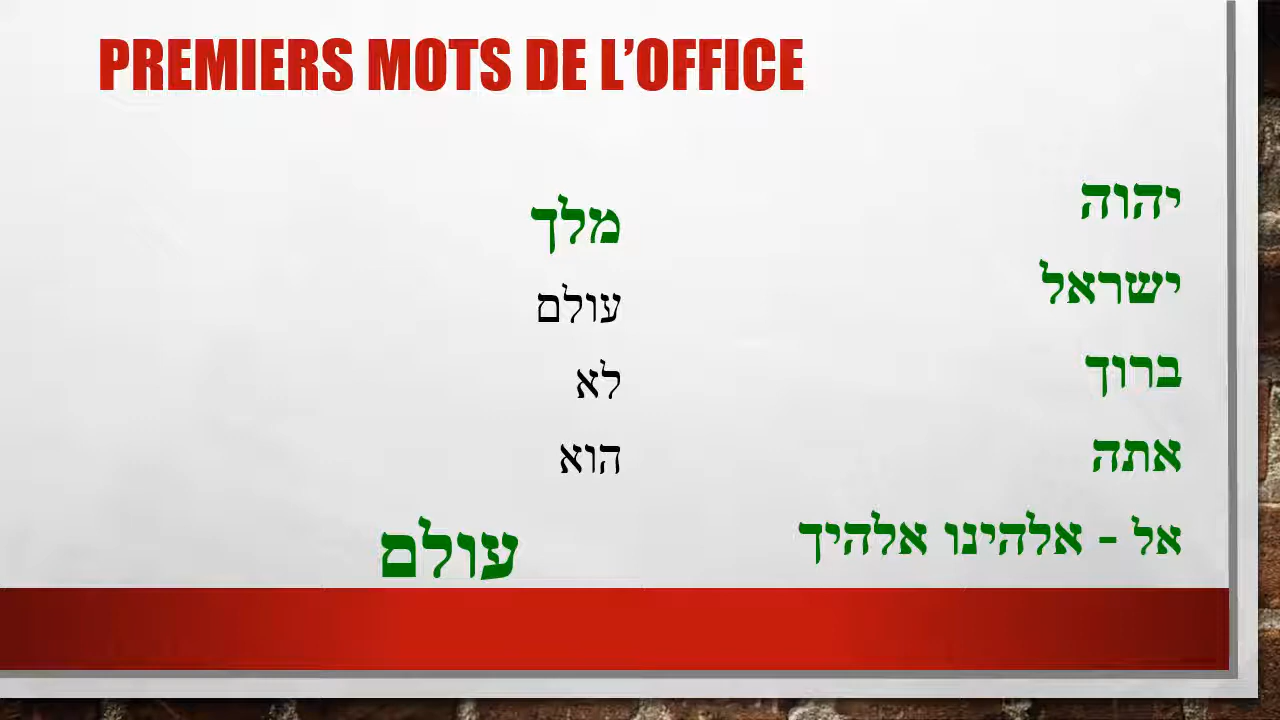 PREMIERS MOTS DE L’OFFICE
יהוה
ישראל
ברוך
אתה
אל - אלהינו אלהיך
מלך
עולם
לא
הוא
עולם